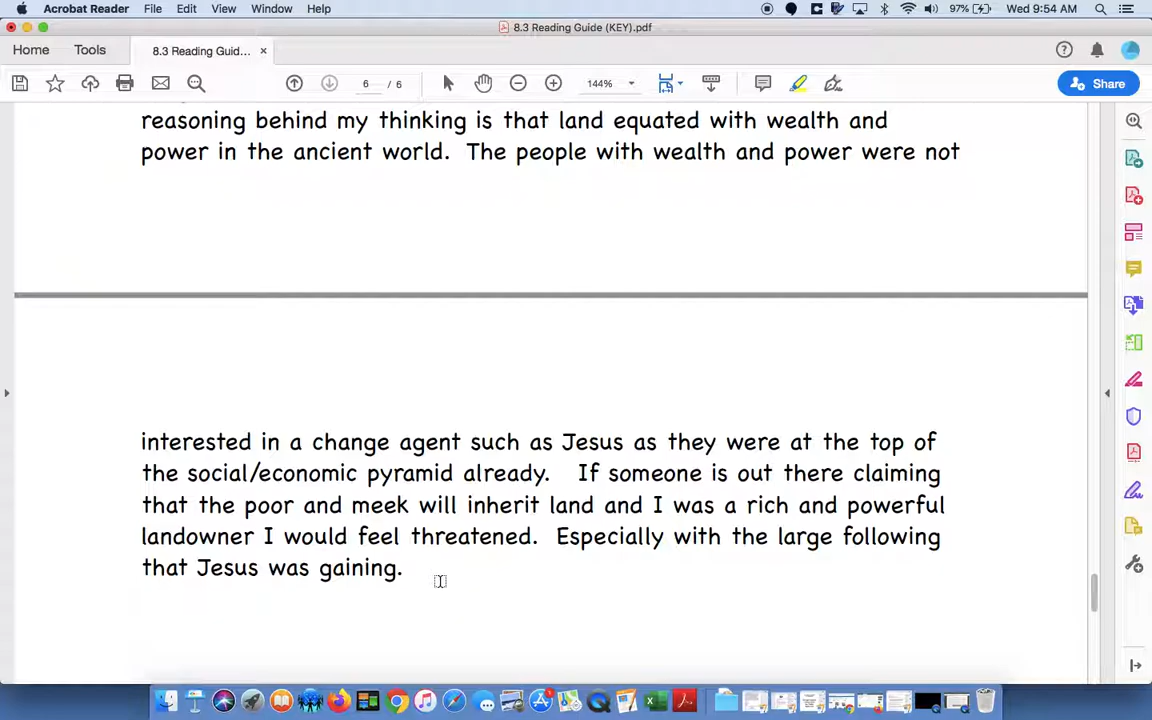 Acrobat Reader File Edit View Window Help 97% Wed 9:54 AM
8.3 Reading Guide (KEY).pdf
Home Tools 8.3 Reading Guid... ×
6 / 6 144% Share
reasoning behind my thinking is that land equated with wealth and
power in the ancient world. The people with wealth and power were not
interested in a change agent such as Jesus as they were at the top of
the social/economic pyramid already. If someone is out there claiming
that the poor and meek will inherit land and I was a rich and powerful
landowner I would feel threatened. Especially with the large following
that Jesus was gaining.